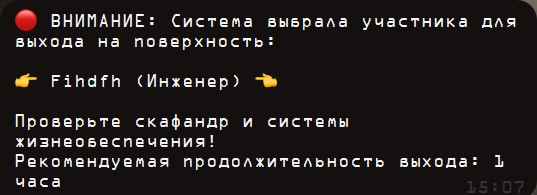 🔴 ВНИМАНИЕ: Система выбрала участника для
выхода на поверхность:
👉 Fihdfh (Инженер) 👈
Проверьте скафандр и системы
жизнеобеспечения!
Рекомендуемая продолжительность выхода: 1
часа
15:07